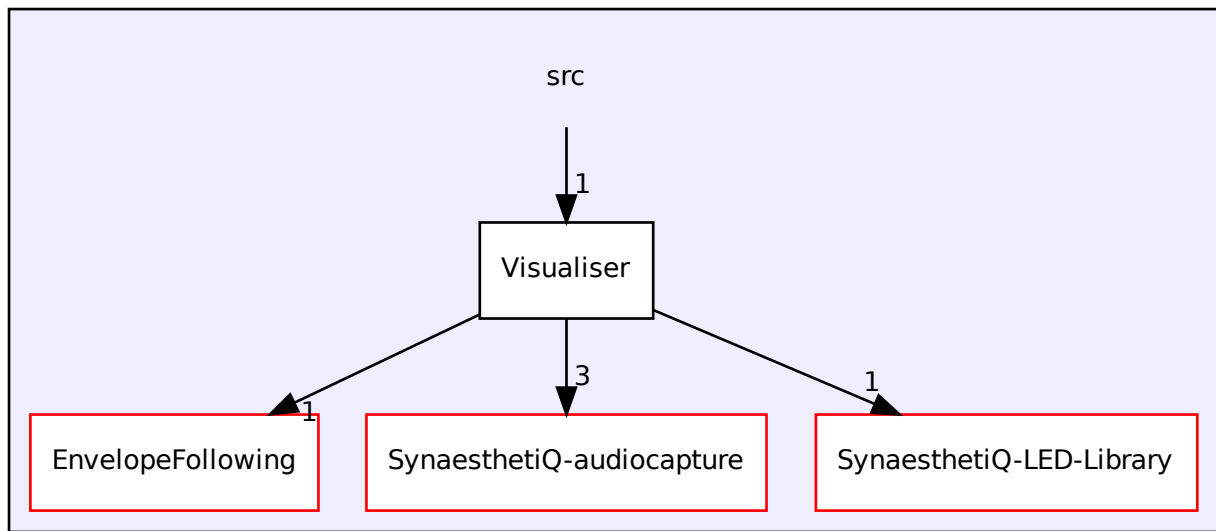 src
1
Visualiser
3
1
1
EnvelopeFollowing
SynaesthetiQ-audiocapture
SynaesthetiQ-LED-Library